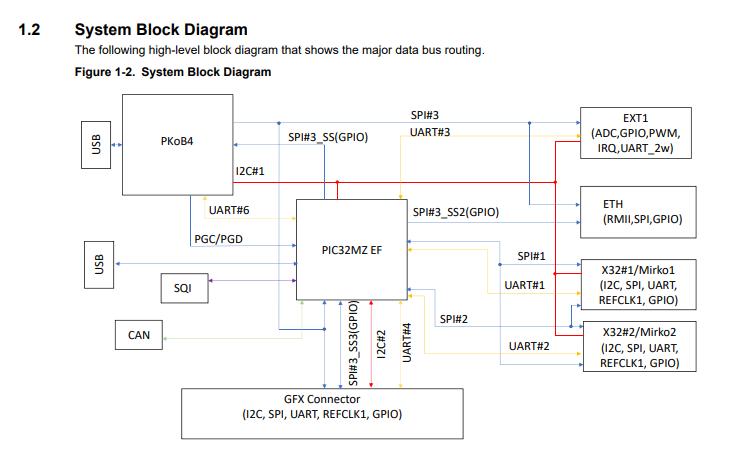 1.2 System Block Diagram
The following high-level block diagram that shows the major data bus routing.
Figure 1-2. System Block Diagram
USB
PKoB4
SPI#3
SPI#3_SS(GPIO)
UART#3
EXT1
(ADC,GPIO,PWM,
IRQ,UART_2w)
I2C#1
UART#6
SPI#3_SS2(GPIO)
ETH
(RMII,SPI,GPIO)
PGC/PGD
PIC32MZ EF
USB
SPI#1
X32#1/Mirko1
(I2C, SPI, UART,
REFCLK1, GPIO)
SQI
UART#1
SPI#2
CAN
X32#2/Mirko2
(I2C, SPI, UART,
REFCLK1, GPIO)
UART#2
SPI#3_SS3(GPIO)
I2C#2
UART#4
GFX Connector
(I2C, SPI, UART, REFCLK1, GPIO)